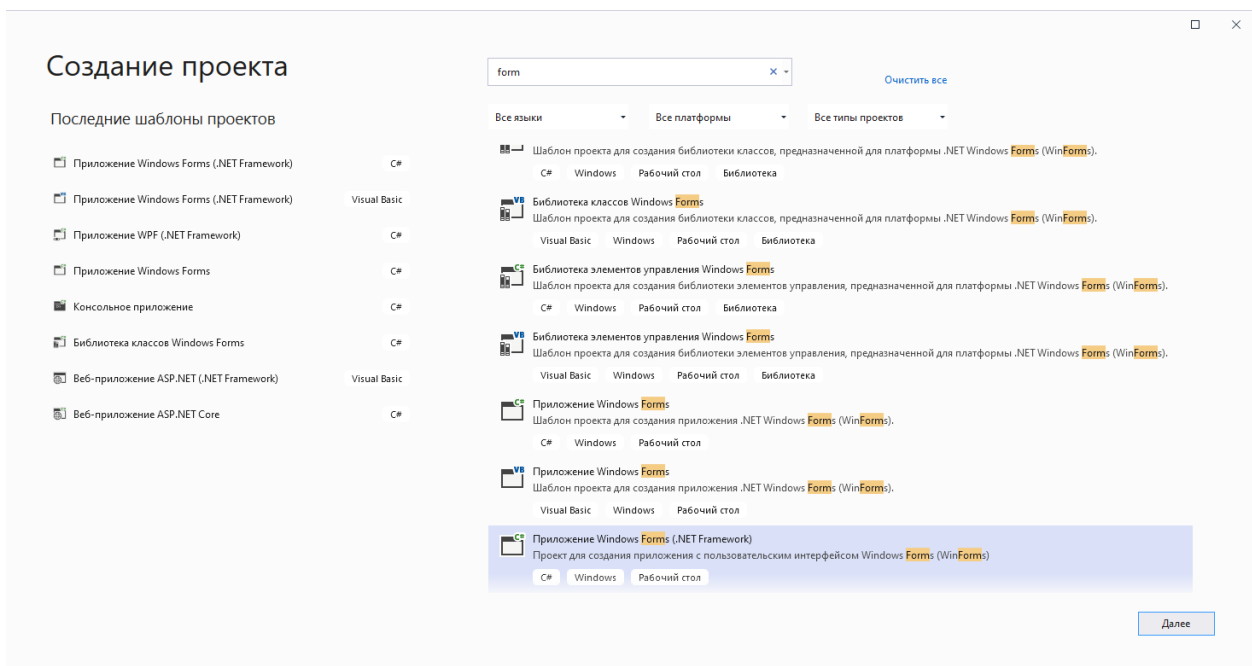 Создание проекта
Последние шаблоны проектов
Приложение Windows Forms (.NET Framework) C#
Приложение Windows Forms (.NET Framework) Visual Basic
Приложение WPF (.NET Framework) C#
Приложение Windows Forms C#
Консольное приложение C#
Библиотека классов Windows Forms C#
Веб-приложение ASP.NET (.NET Framework) Visual Basic
Веб-приложение ASP.NET Core C#
form
Очистить все
Все языки Все платформы Все типы проектов
Шаблон проекта для создания библиотеки классов, предназначенной для платформы .NET Windows Forms (WinForms).
C# Windows Рабочий стол Библиотека
VB Библиотека классов Windows Forms
Шаблон проекта для создания библиотеки классов, предназначенной для платформы .NET Windows Forms (WinForms).
Visual Basic Windows Рабочий стол Библиотека
C# Библиотека элементов управления Windows Forms
Шаблон проекта для создания библиотеки элементов управления, предназначенной для платформы .NET Windows Forms (WinForms).
C# Windows Рабочий стол Библиотека
VB Библиотека элементов управления Windows Forms
Шаблон проекта для создания библиотеки элементов управления, предназначенной для платформы .NET Windows Forms (WinForms).
Visual Basic Windows Рабочий стол Библиотека
C# Приложение Windows Forms
Шаблон проекта для создания приложения .NET Windows Forms (WinForms).
C# Windows Рабочий стол
VB Приложение Windows Forms
Шаблон проекта для создания приложения .NET Windows Forms (WinForms).
Visual Basic Windows Рабочий стол
C# Приложение Windows Forms (.NET Framework)
Проект для создания приложения с пользовательским интерфейсом Windows Forms (WinForms)
C# Windows Рабочий стол
Далее